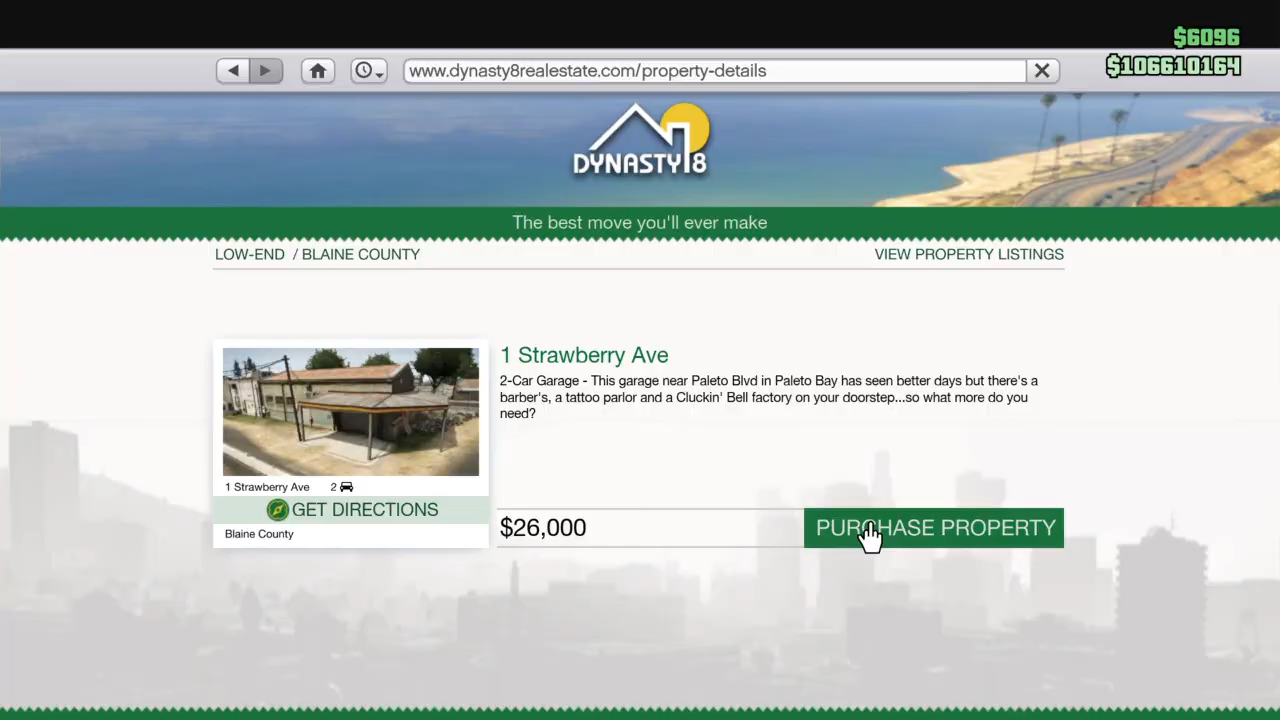 $6096
$106610164
www.dynasty8realestate.com/property-details
DYNASTY 8
The best move you'll ever make
LOW-END / BLAINE COUNTY
VIEW PROPERTY LISTINGS
1 Strawberry Ave
2-Car Garage - This garage near Paleto Blvd in Paleto Bay has seen better days but there's a
barber's, a tattoo parlor and a Cluckin' Bell factory on your doorstep...so what more do you
need?
1 Strawberry Ave 2
GET DIRECTIONS
Blaine County
$26,000
PURCHASE PROPERTY